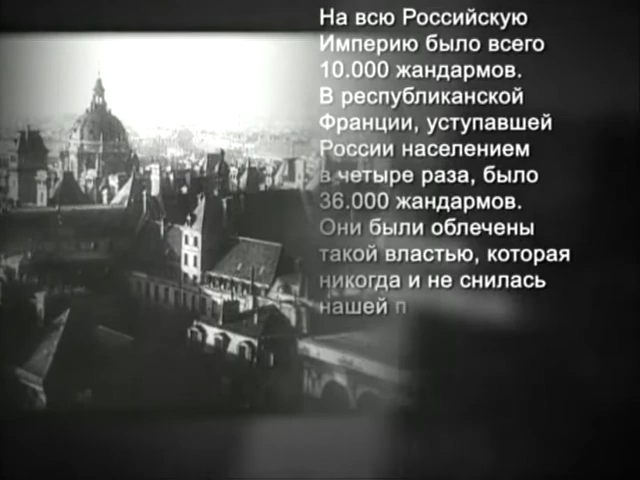 На всю Российскую
Империю было всего
10.000 жандармов.
В республиканской
Франции, уступавшей
России населением
в четыре раза, было
36.000 жандармов.
Они были облечены
такой властью, которая
никогда и не снилась
нашей п